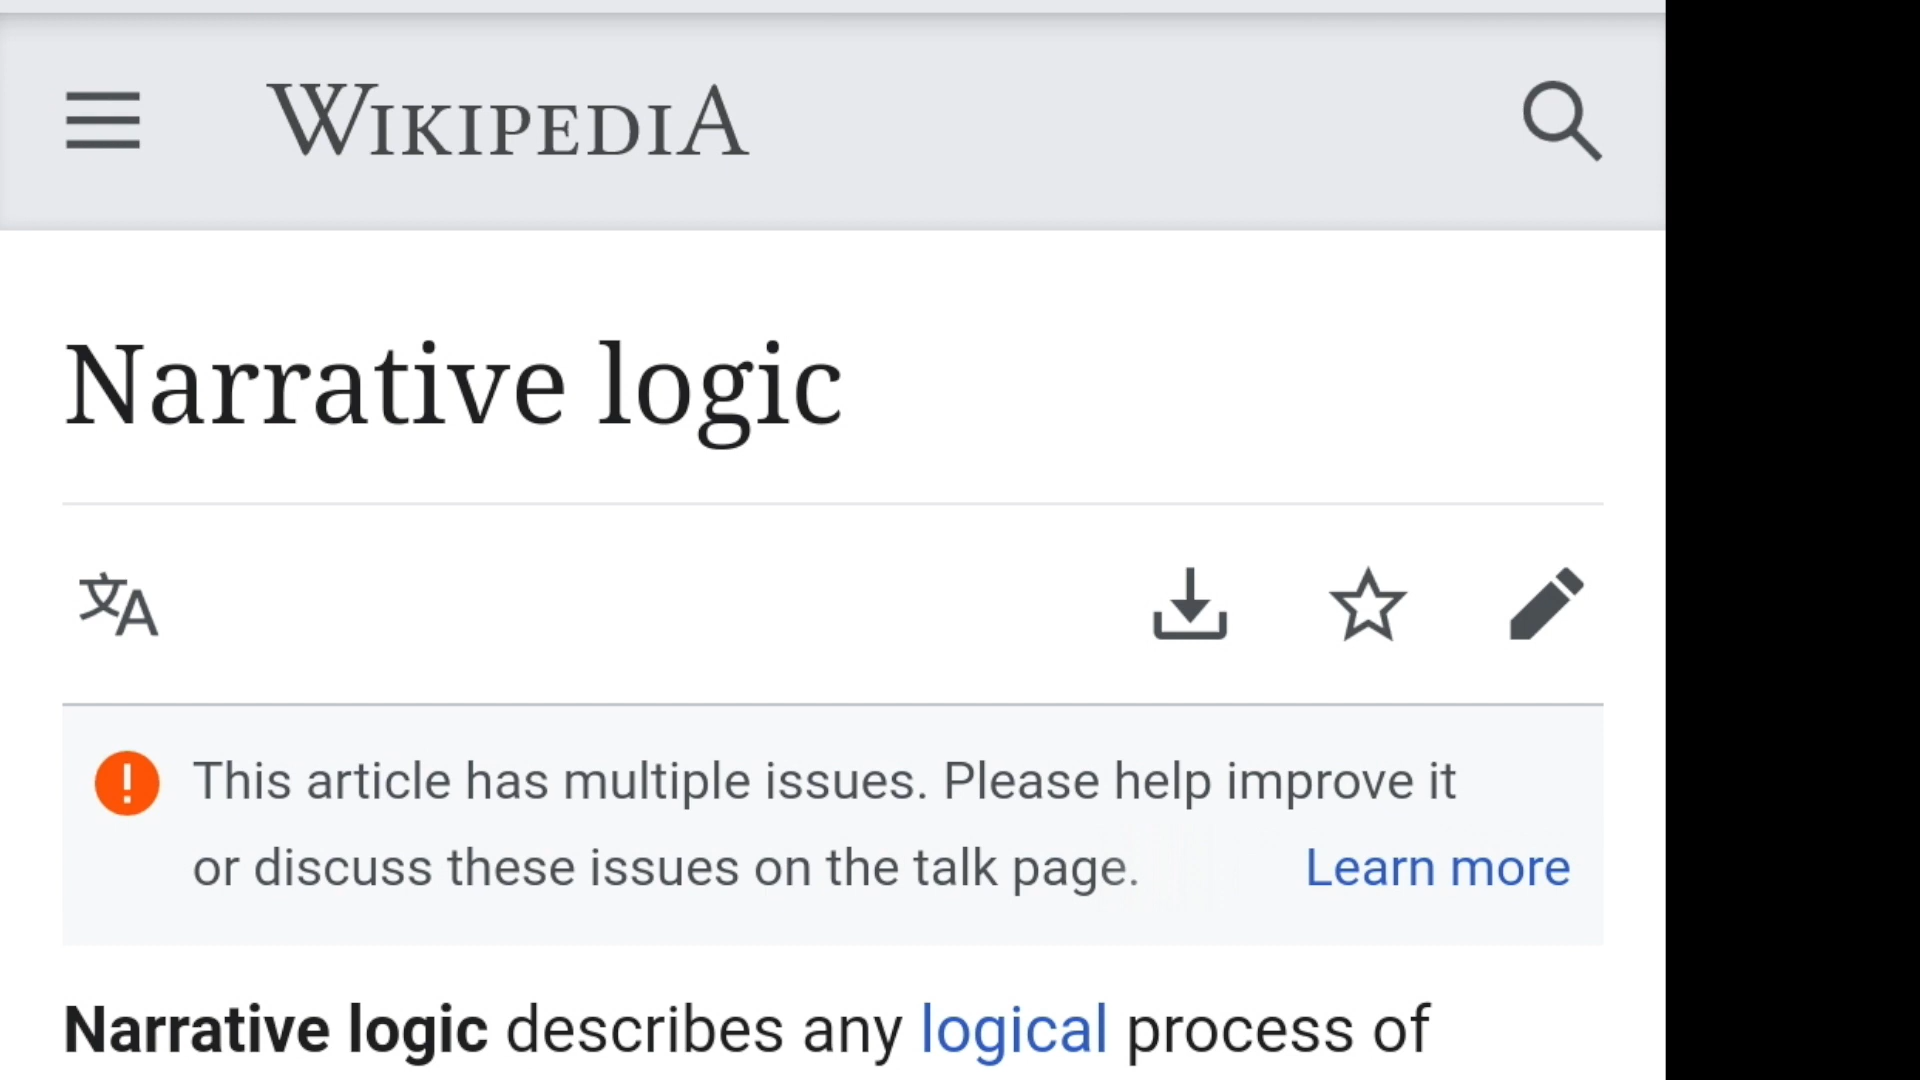 WIKIPEDIA
Narrative logic
文A
This article has multiple issues. Please help improve it
or discuss these issues on the talk page. Learn more
Narrative logic describes any logical process of